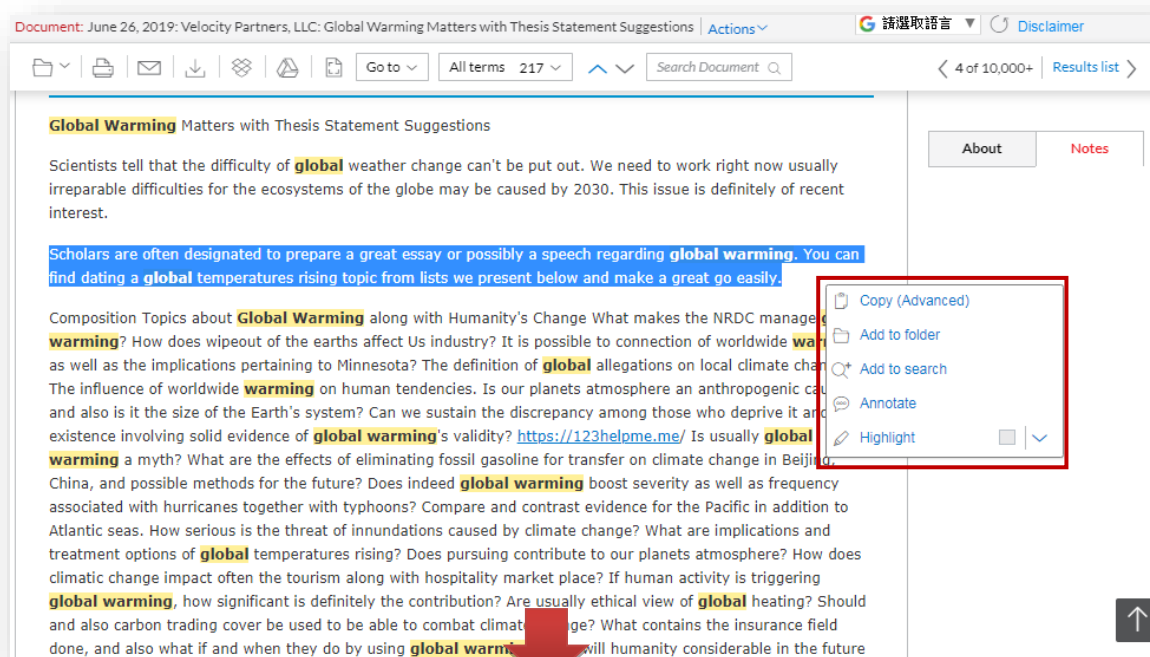 Document: June 26, 2019: Velocity Partners, LLC: Global Warming Matters with Thesis Statement Suggestions | Actions
G 請選取語言 ▼ Disclaimer
Go to All terms 217 Search Document 4 of 10,000+ Results list
Global Warming Matters with Thesis Statement Suggestions
About Notes
Scientists tell that the difficulty of global weather change can't be put out. We need to work right now usually
irreparable difficulties for the ecosystems of the globe may be caused by 2030. This issue is definitely of recent
interest.
Scholars are often designated to prepare a great essay or possibly a speech regarding global warming. You can
find dating a global temperatures rising topic from lists we present below and make a great go easily.
Copy (Advanced)
Add to folder
Add to search
Annotate
Highlight
Composition Topics about Global Warming along with Humanity's Change What makes the NRDC manage
warming? How does wipeout of the earths affect Us industry? It is possible to connection of worldwide
as well as the implications pertaining to Minnesota? The definition of global allegations on local climate
The influence of worldwide warming on human tendencies. Is our planets atmosphere an anthropogenic
and also is it the size of the Earth's system? Can we sustain the discrepancy among those who deprive it
existence involving solid evidence of global warming's validity? https://123helpme.me/ Is usually global
warming a myth? What are the effects of eliminating fossil gasoline for transfer on climate change in Beijing,
China, and possible methods for the future? Does indeed global warming boost severity as well as frequency
associated with hurricanes together with typhoons? Compare and contrast evidence for the Pacific in addition to
Atlantic seas. How serious is the threat of innundations caused by climate change? What are implications and
treatment options of global temperatures rising? Does pursuing contribute to our planets atmosphere? How does
climatic change impact often the tourism along with hospitality market place? If human activity is triggering
global warming, how significant is definitely the contribution? Are usually ethical view of global heating? Should
and also carbon trading cover be used to be able to combat What contains the insurance field
done, and also what if and when they do by using global will humanity considerable in the future